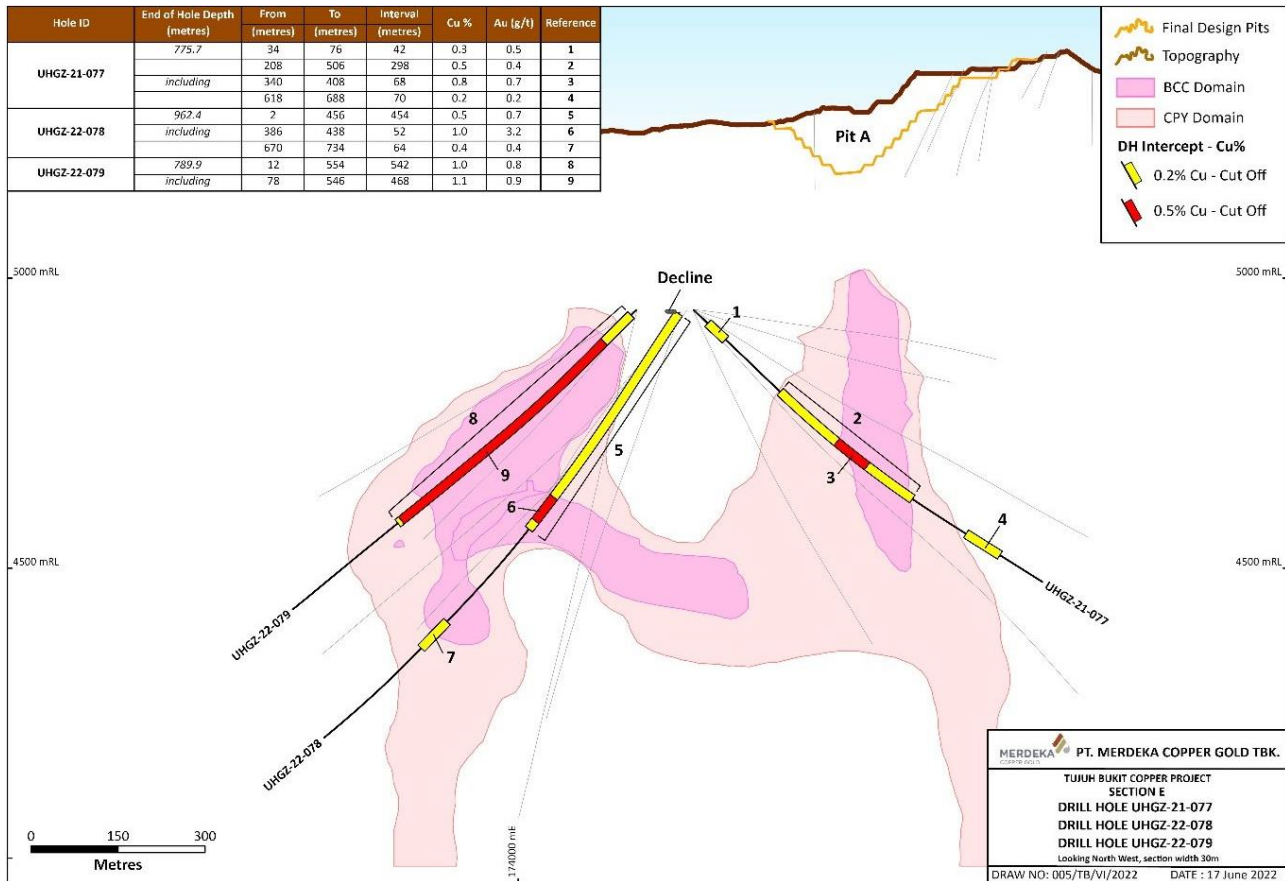 Hole ID End of Hole Depth (metres) From (metres) To (metres) Interval (metres) Cu % Au (g/t) Reference
UHGZ-21-077 775.7 34 76 42 0.3 0.5 1
208 506 298 0.5 0.4 2
including 340 408 68 0.8 0.7 3
618 688 70 0.2 0.2 4
UHGZ-22-078 962.4 2 456 454 0.5 0.7 5
including 386 438 52 1.0 3.2 6
670 734 64 0.4 0.4 7
UHGZ-22-079 789.9 12 554 542 1.0 0.8 8
including 78 546 468 1.1 0.9 9
Final Design Pits
Topography
BCC Domain
CPY Domain
DH Intercept - Cu%
0.2% Cu - Cut Off
0.5% Cu - Cut Off
Pit A
5000 mRL
5000 mRL
Decline
1
2
3
4
5
6
7
8
9
4500 mRL
4500 mRL
UHGZ-21-077
UHGZ-22-079
UHGZ-22-078
174000 mE
0 150 300
Metres
MERDEKA
COPPER GOLD
PT. MERDEKA COPPER GOLD TBK.
TUJUH BUKIT COPPER PROJECT
SECTION E
DRILL HOLE UHGZ-21-077
DRILL HOLE UHGZ-22-078
DRILL HOLE UHGZ-22-079
Looking North West, section width 30m
DRAW NO: 005/TB/VI/2022 DATE : 17 June 2022